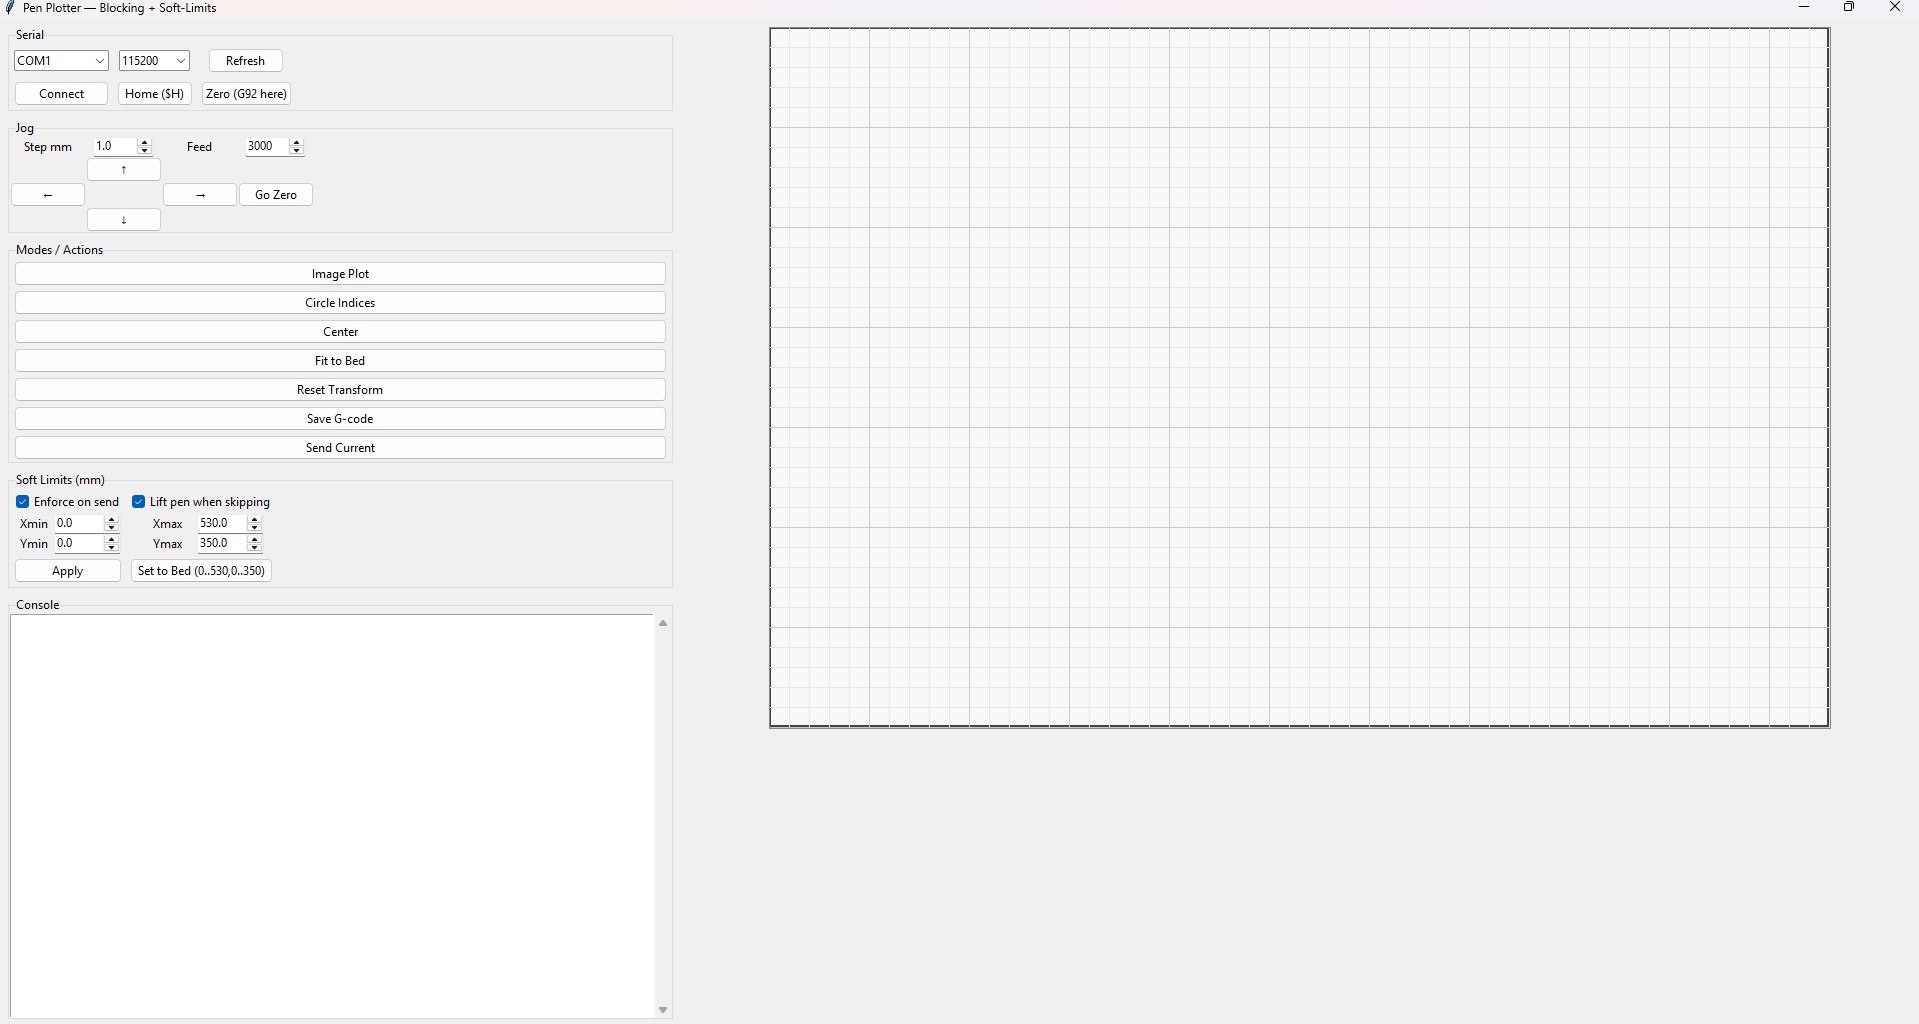 Pen Plotter — Blocking + Soft-Limits
Serial
COM1 115200 Refresh
Connect Home ($H) Zero (G92 here)
Jog
Step mm 1.0 Feed 3000
↑
← → Go Zero
↓
Modes / Actions
Image Plot
Circle Indices
Center
Fit to Bed
Reset Transform
Save G-code
Send Current
Soft Limits (mm)
Enforce on send Lift pen when skipping
Xmin 0.0 Xmax 530.0
Ymin 0.0 Ymax 350.0
Apply Set to Bed (0..530,0..350)
Console